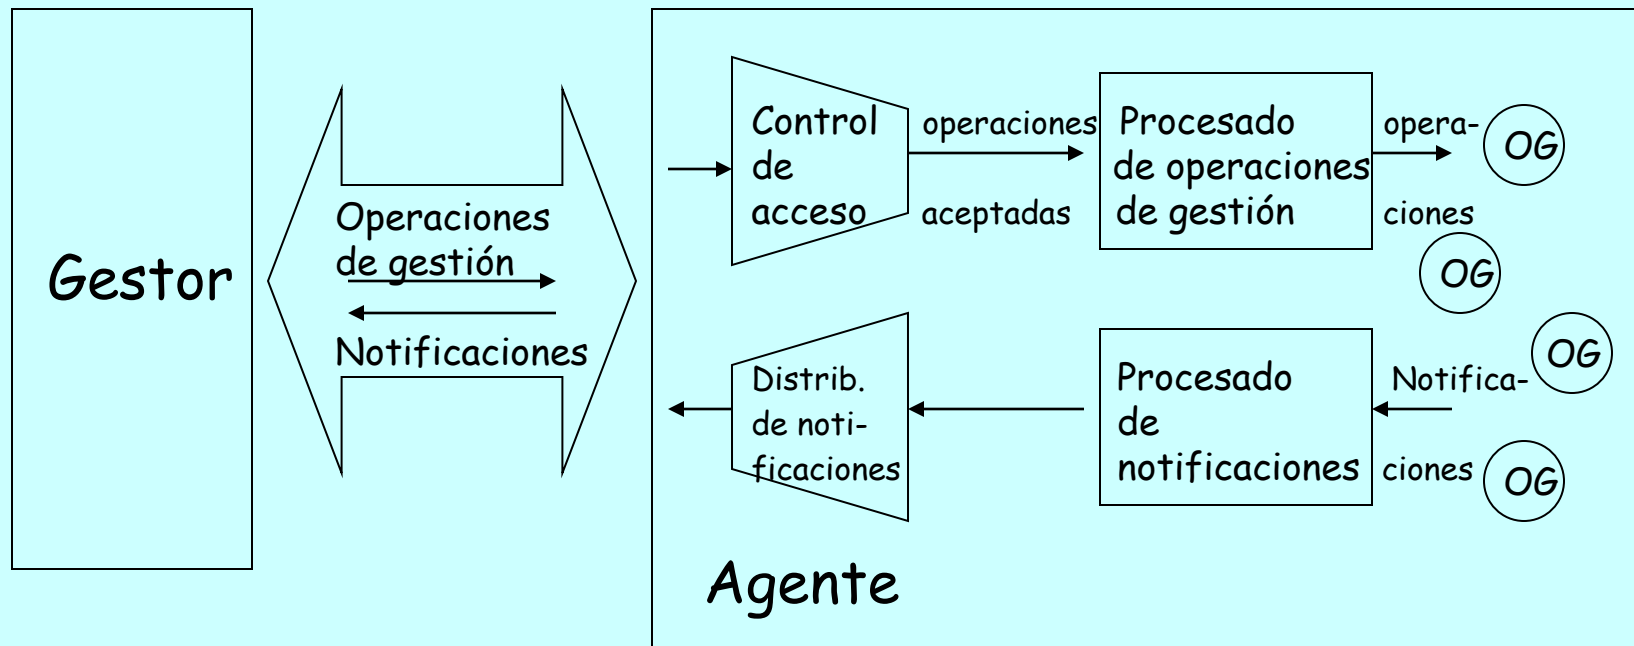 Gestor
Operaciones
de gestión
Notificaciones
Control
de
acceso
operaciones
aceptadas
Procesado
de operaciones
de gestión
opera-
ciones
OG
OG
OG
OG
Distrib.
de noti-
ficaciones
Procesado
de
notificaciones
Notifica-
ciones
Agente